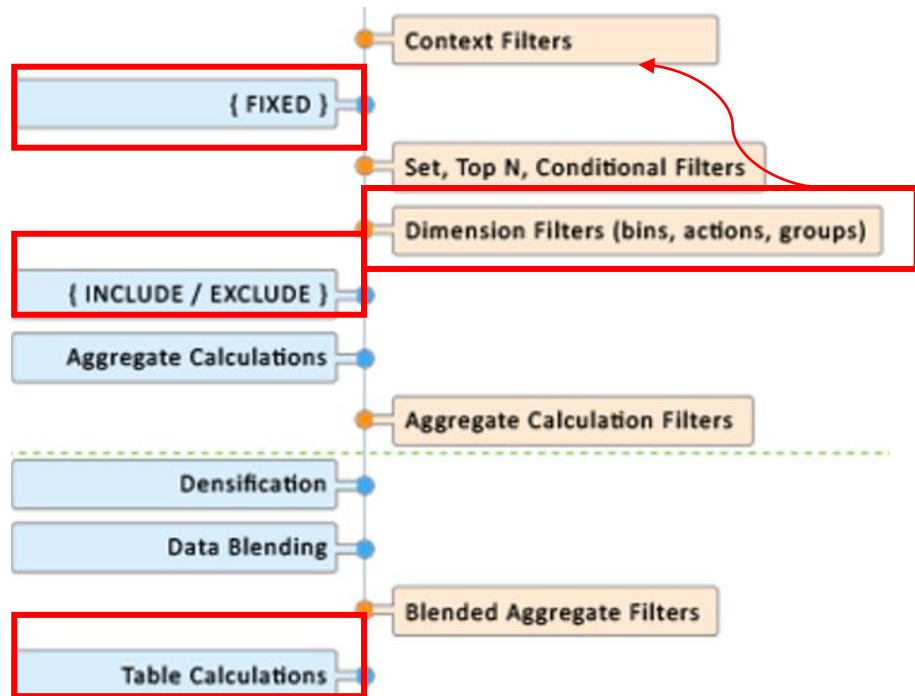 Context Filters
{ FIXED }
Set, Top N, Conditional Filters
Dimension Filters (bins, actions, groups)
{ INCLUDE / EXCLUDE }
Aggregate Calculations
Aggregate Calculation Filters
Densification
Data Blending
Blended Aggregate Filters
Table Calculations